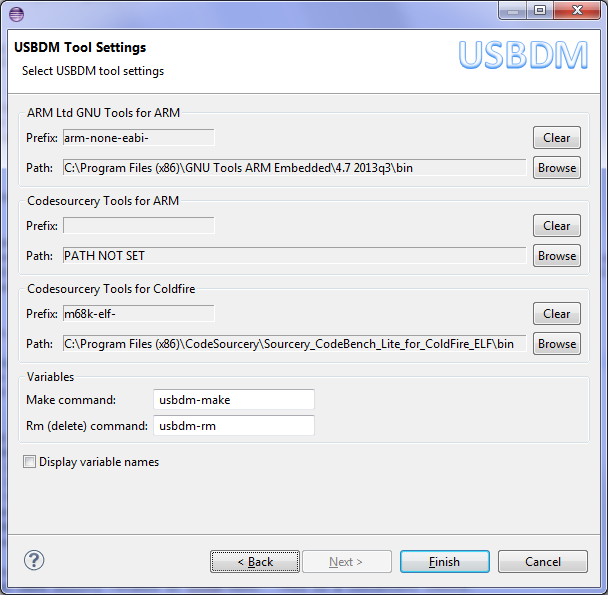 USBDM Tool Settings
USBDM
Select USBDM tool settings
ARM Ltd GNU Tools for ARM
Prefix: arm-none-eabi- Clear
Path: C:\Program Files (x86)\GNU Tools ARM Embedded\4.7 2013q3\bin Browse
Codesourcery Tools for ARM
Prefix: Clear
Path: PATH NOT SET Browse
Codesourcery Tools for Coldfire
Prefix: m68k-elf- Clear
Path: C:\Program Files (x86)\CodeSourcery\Sourcery_CodeBench_Lite_for_ColdFire_ELF\bin Browse
Variables
Make command: usbdm-make
Rm (delete) command: usbdm-rm
Display variable names
? < Back Next > Finish Cancel